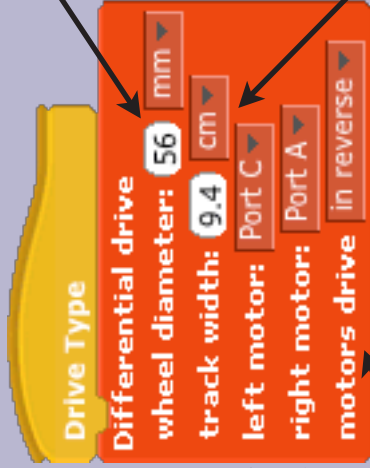 Drive Type
Differential drive
wheel diameter: 56 mm
track width: 9.4 cm
left motor: Port C
right motor: Port A
motors drive in reverse